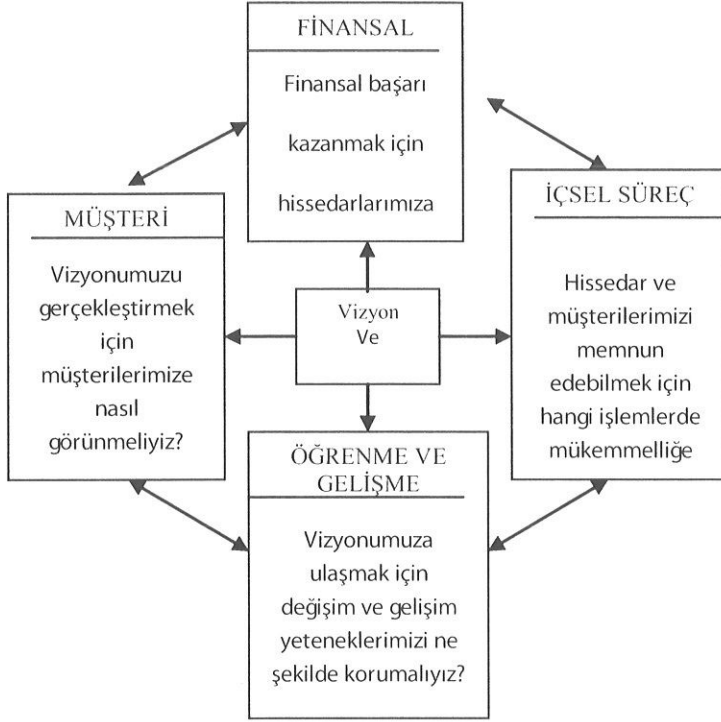 FİNANSAL
Finansal başarı
kazanmak için
hissedarlarımıza
MÜŞTERİ
Vizyonumuzu
gerçekleştirmek
için
müşterilerimize
nasıl
görünmeliyiz?
Vizyon
Ve
İÇSEL SÜREÇ
Hissedar ve
müşterilerimizi
memnun
edebilmek için
hangi işlemlerde
mükemmelliğe
ÖĞRENME VE
GELİŞME
Vizyonumuza
ulaşmak için
değişim ve gelişim
yeteneklerimizi ne
şekilde korumalıyız?